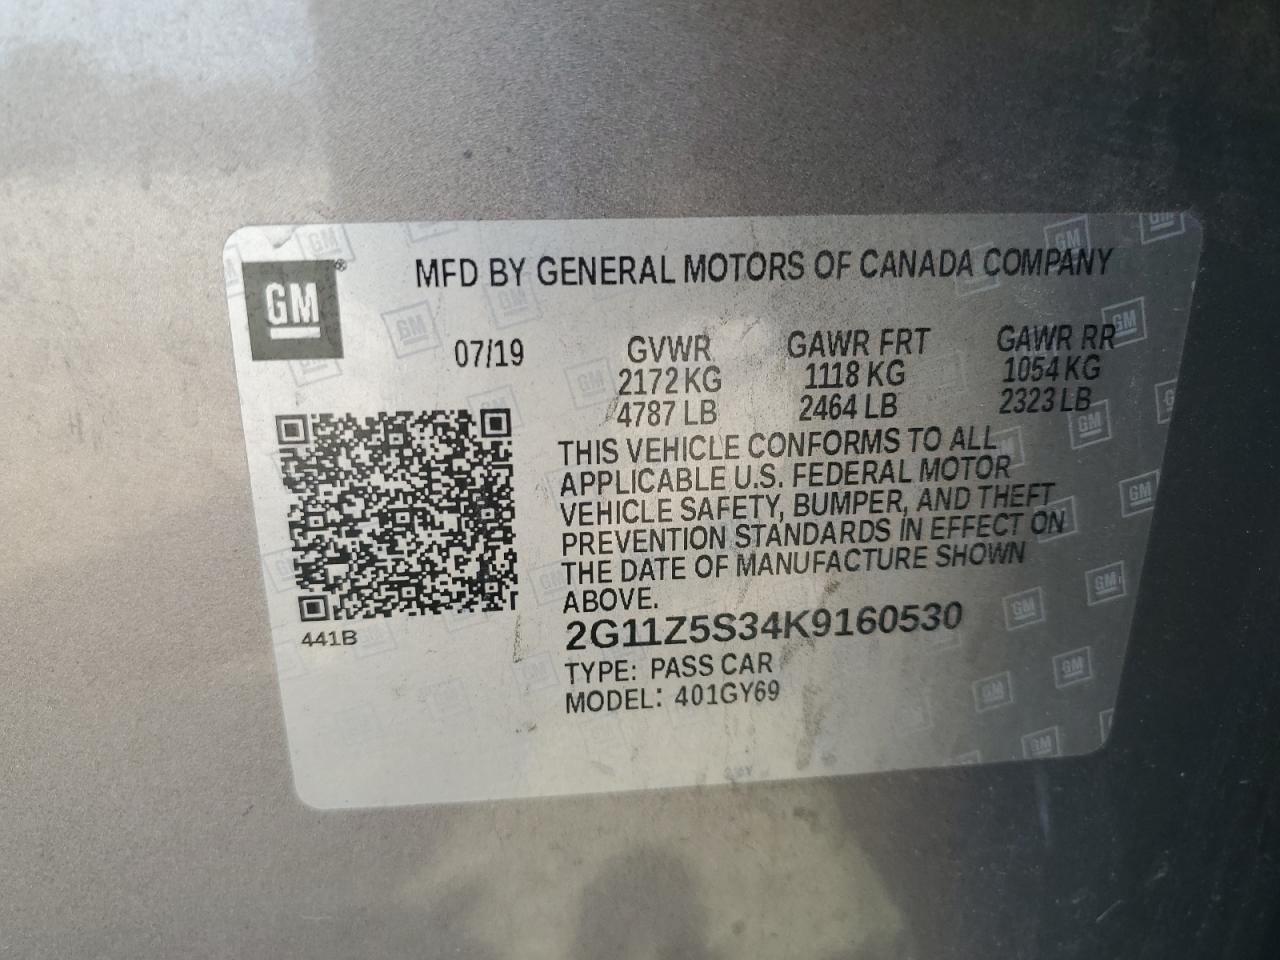 GM®
MFD BY GENERAL MOTORS OF CANADA COMPANY
07/19
GVWR GAWR FRT GAWR RR
2172 KG 1118 KG 1054 KG
4787 LB 2464 LB 2323 LB
THIS VEHICLE CONFORMS TO ALL
APPLICABLE U.S. FEDERAL MOTOR
VEHICLE SAFETY, BUMPER, AND THEFT
PREVENTION STANDARDS IN EFFECT ON
THE DATE OF MANUFACTURE SHOWN
ABOVE.
441B
2G11Z5S34K9160530
TYPE: PASS CAR
MODEL: 401GY69